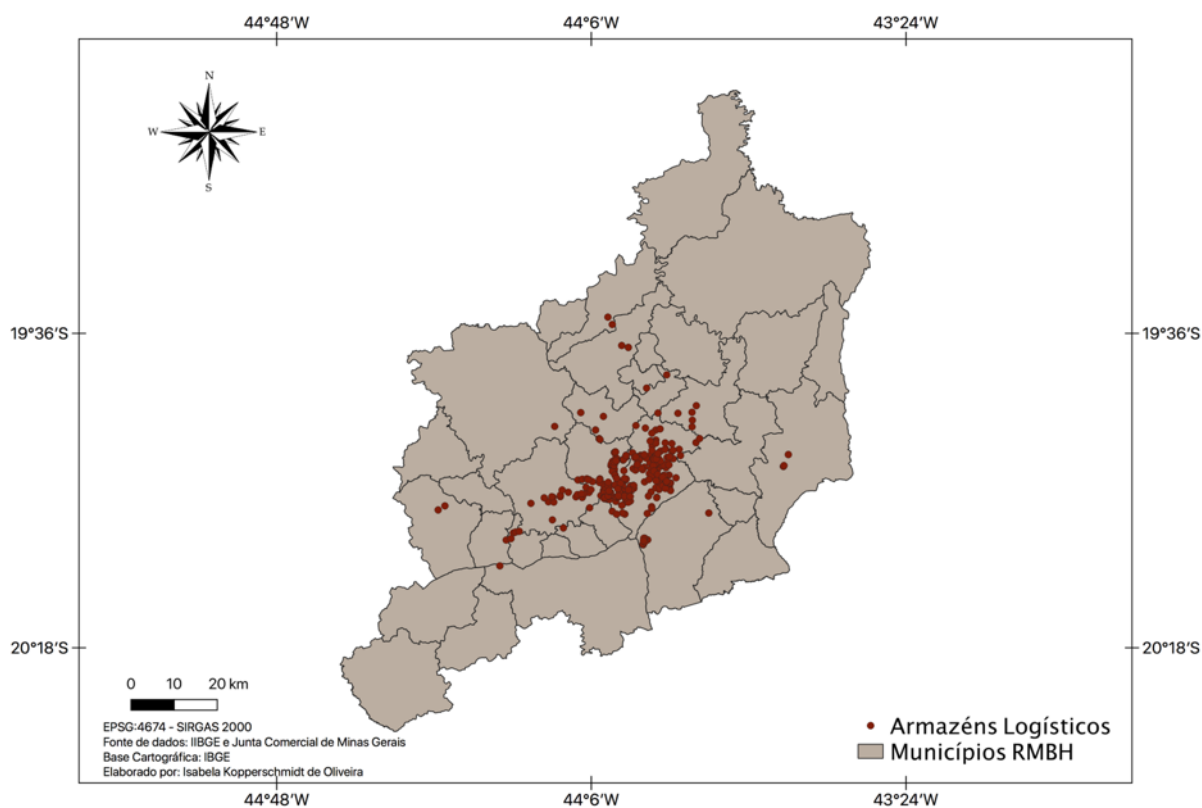 44°48'W 44°6'W 43°24'W
N
W E
S
19°36'S 19°36'S
20°18'S 20°18'S
0 10 20 km
EPSG:4674 - SIRGAS 2000
Fonte de dados: IIBGE e Junta Comercial de Minas Gerais
Base Cartográfica: IBGE
Elaborado por: Isabela Kopperschmidt de Oliveira
Armazéns Logísticos
Municípios RMBH
44°48'W 44°6'W 43°24'W